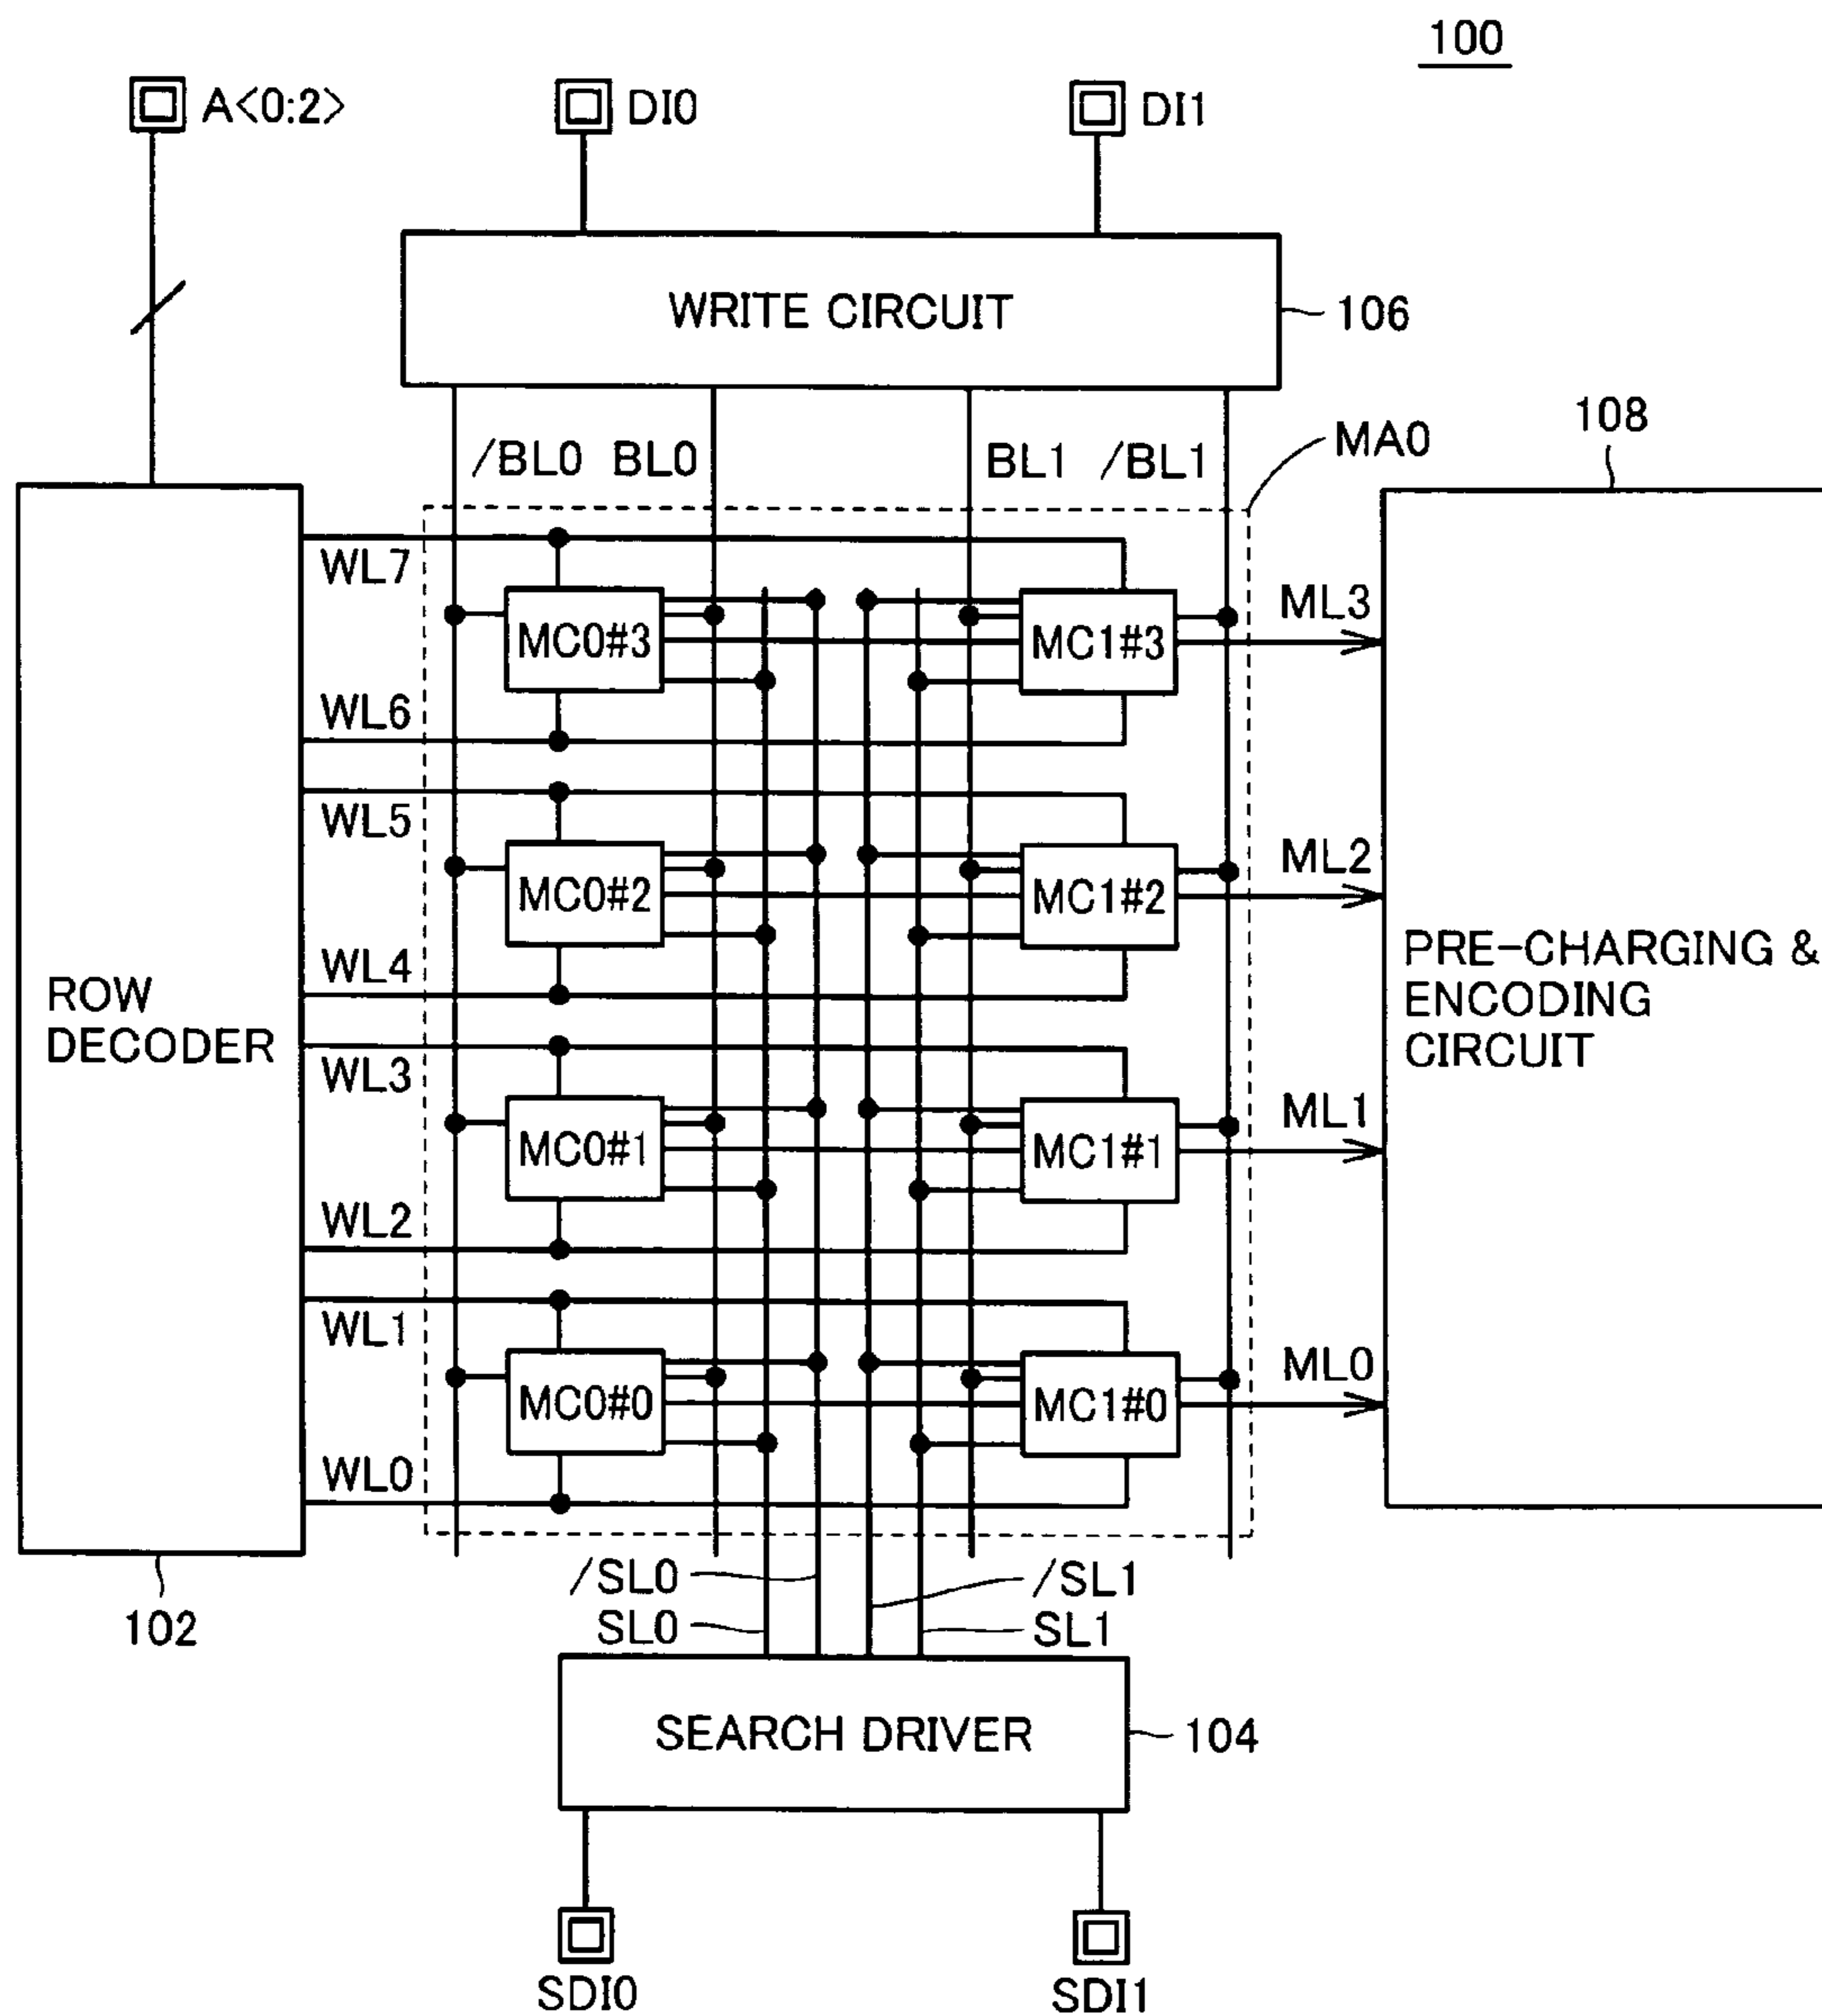 100
A<0:2>
DI0
DI1
WRITE CIRCUIT
106
/BL0 BL0
BL1 /BL1
MA0
108
WL7
MC0#3
MC1#3
ML3
WL6
WL5
MC0#2
MC1#2
ML2
WL4
ROW
DECODER
PRE-CHARGING &
ENCODING
CIRCUIT
WL3
MC0#1
MC1#1
ML1
WL2
WL1
MC0#0
MC1#0
ML0
WL0
102
/SL0
/SL1
SL0
SL1
SEARCH DRIVER
104
SDI0
SDI1